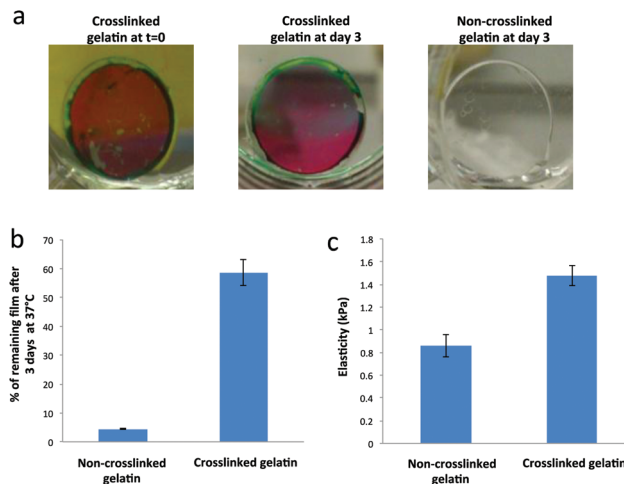 a
Crosslinked
gelatin at t=0
Crosslinked
gelatin at day 3
Non-crosslinked
gelatin at day 3
b
% of remaining film after
3 days at 37°C
70
60
50
40
30
20
10
0
Non-crosslinked
gelatin
Crosslinked gelatin
c
Elasticity (kPa)
1.8
1.6
1.4
1.2
1
0.8
0.6
0.4
0.2
0
Non-crosslinked
gelatin
Crosslinked gelatin